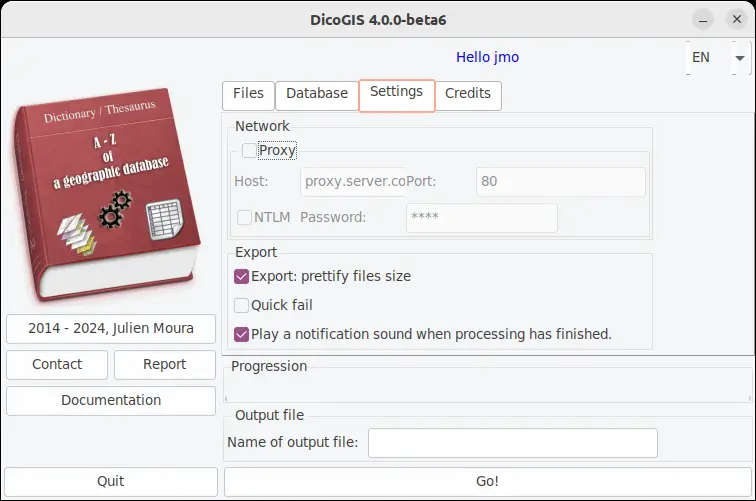 DicoGIS 4.0.0-beta6
Hello jmo
EN
Files
Database
Settings
Credits
Dictionary / Thesaurus
A - Z
of
a geographic database
Network
Proxy
Host:
proxy.server.co
Port:
80
NTLM
Password:
****
Export
Export: prettify files size
Quick fail
Play a notification sound when processing has finished.
2014 - 2024, Julien Moura
Contact
Report
Documentation
Progression
Output file
Name of output file:
Quit
Go!